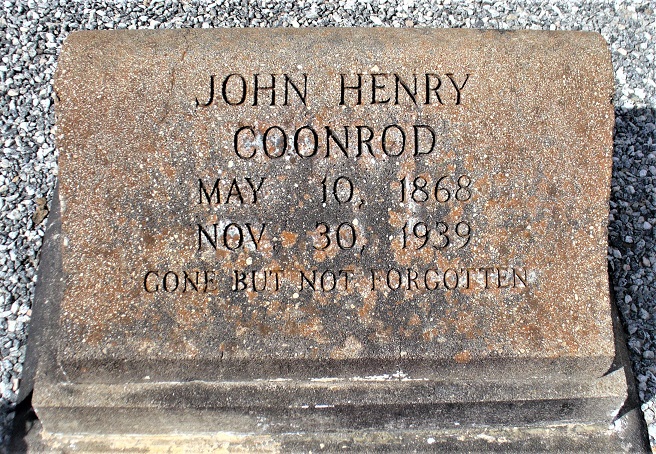 JOHN HENRY
COONROD
MAY 10, 1868
NOV. 30, 1939
GONE BUT NOT FORGOTTEN